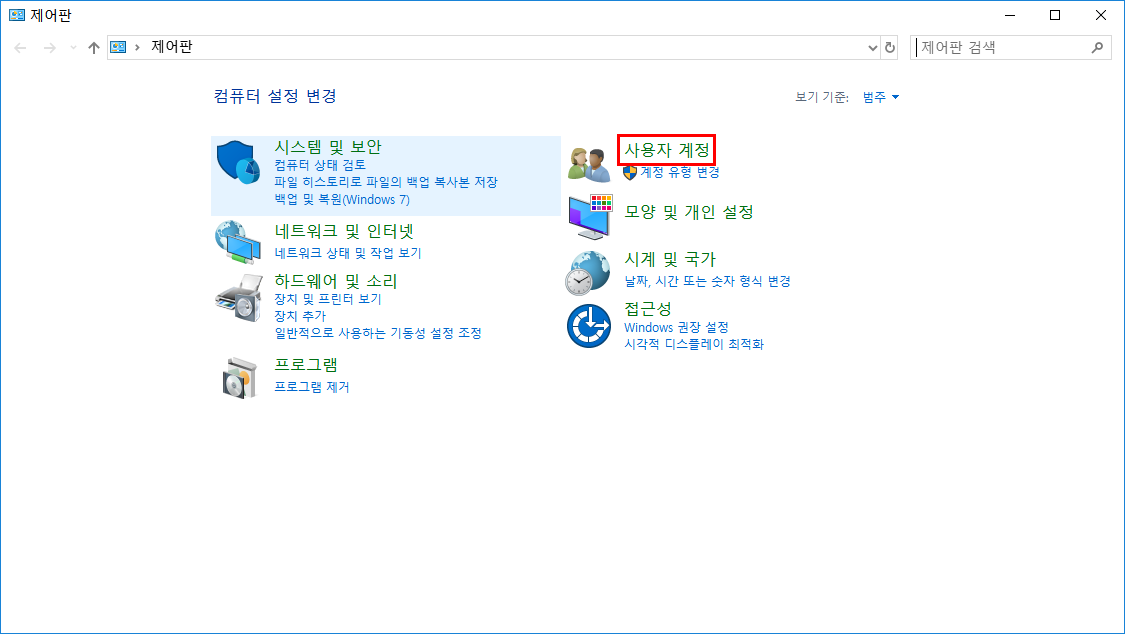 제어판
제어판
제어판 검색
컴퓨터 설정 변경
보기 기준: 범주
시스템 및 보안
컴퓨터 상태 검토
파일 히스토리로 파일의 백업 복사본 저장
백업 및 복원(Windows 7)
네트워크 및 인터넷
네트워크 상태 및 작업 보기
하드웨어 및 소리
장치 및 프린터 보기
장치 추가
일반적으로 사용하는 기동성 설정 조정
프로그램
프로그램 제거
사용자 계정
계정 유형 변경
모양 및 개인 설정
시계 및 국가
날짜, 시간 또는 숫자 형식 변경
접근성
Windows 권장 설정
시각적 디스플레이 최적화